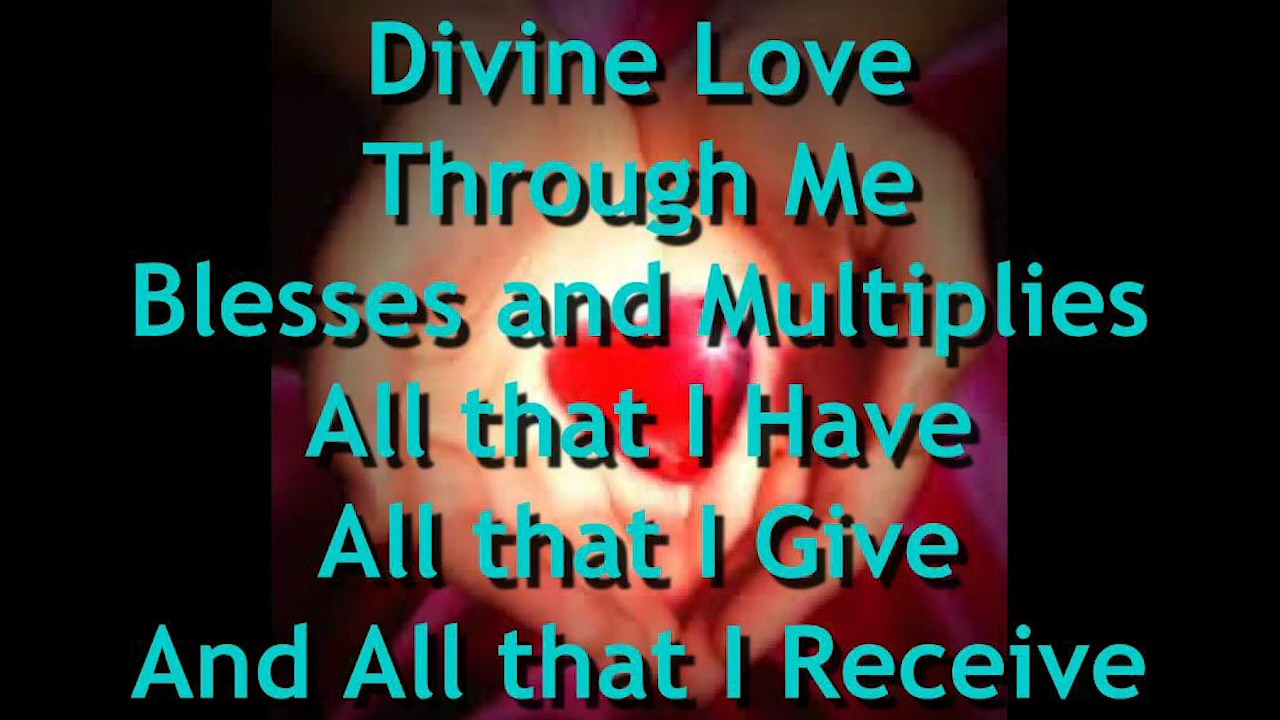 Divine Love
Through Me
Blesses and Multiplies
All that I Have
All that I Give
And All that I Receive